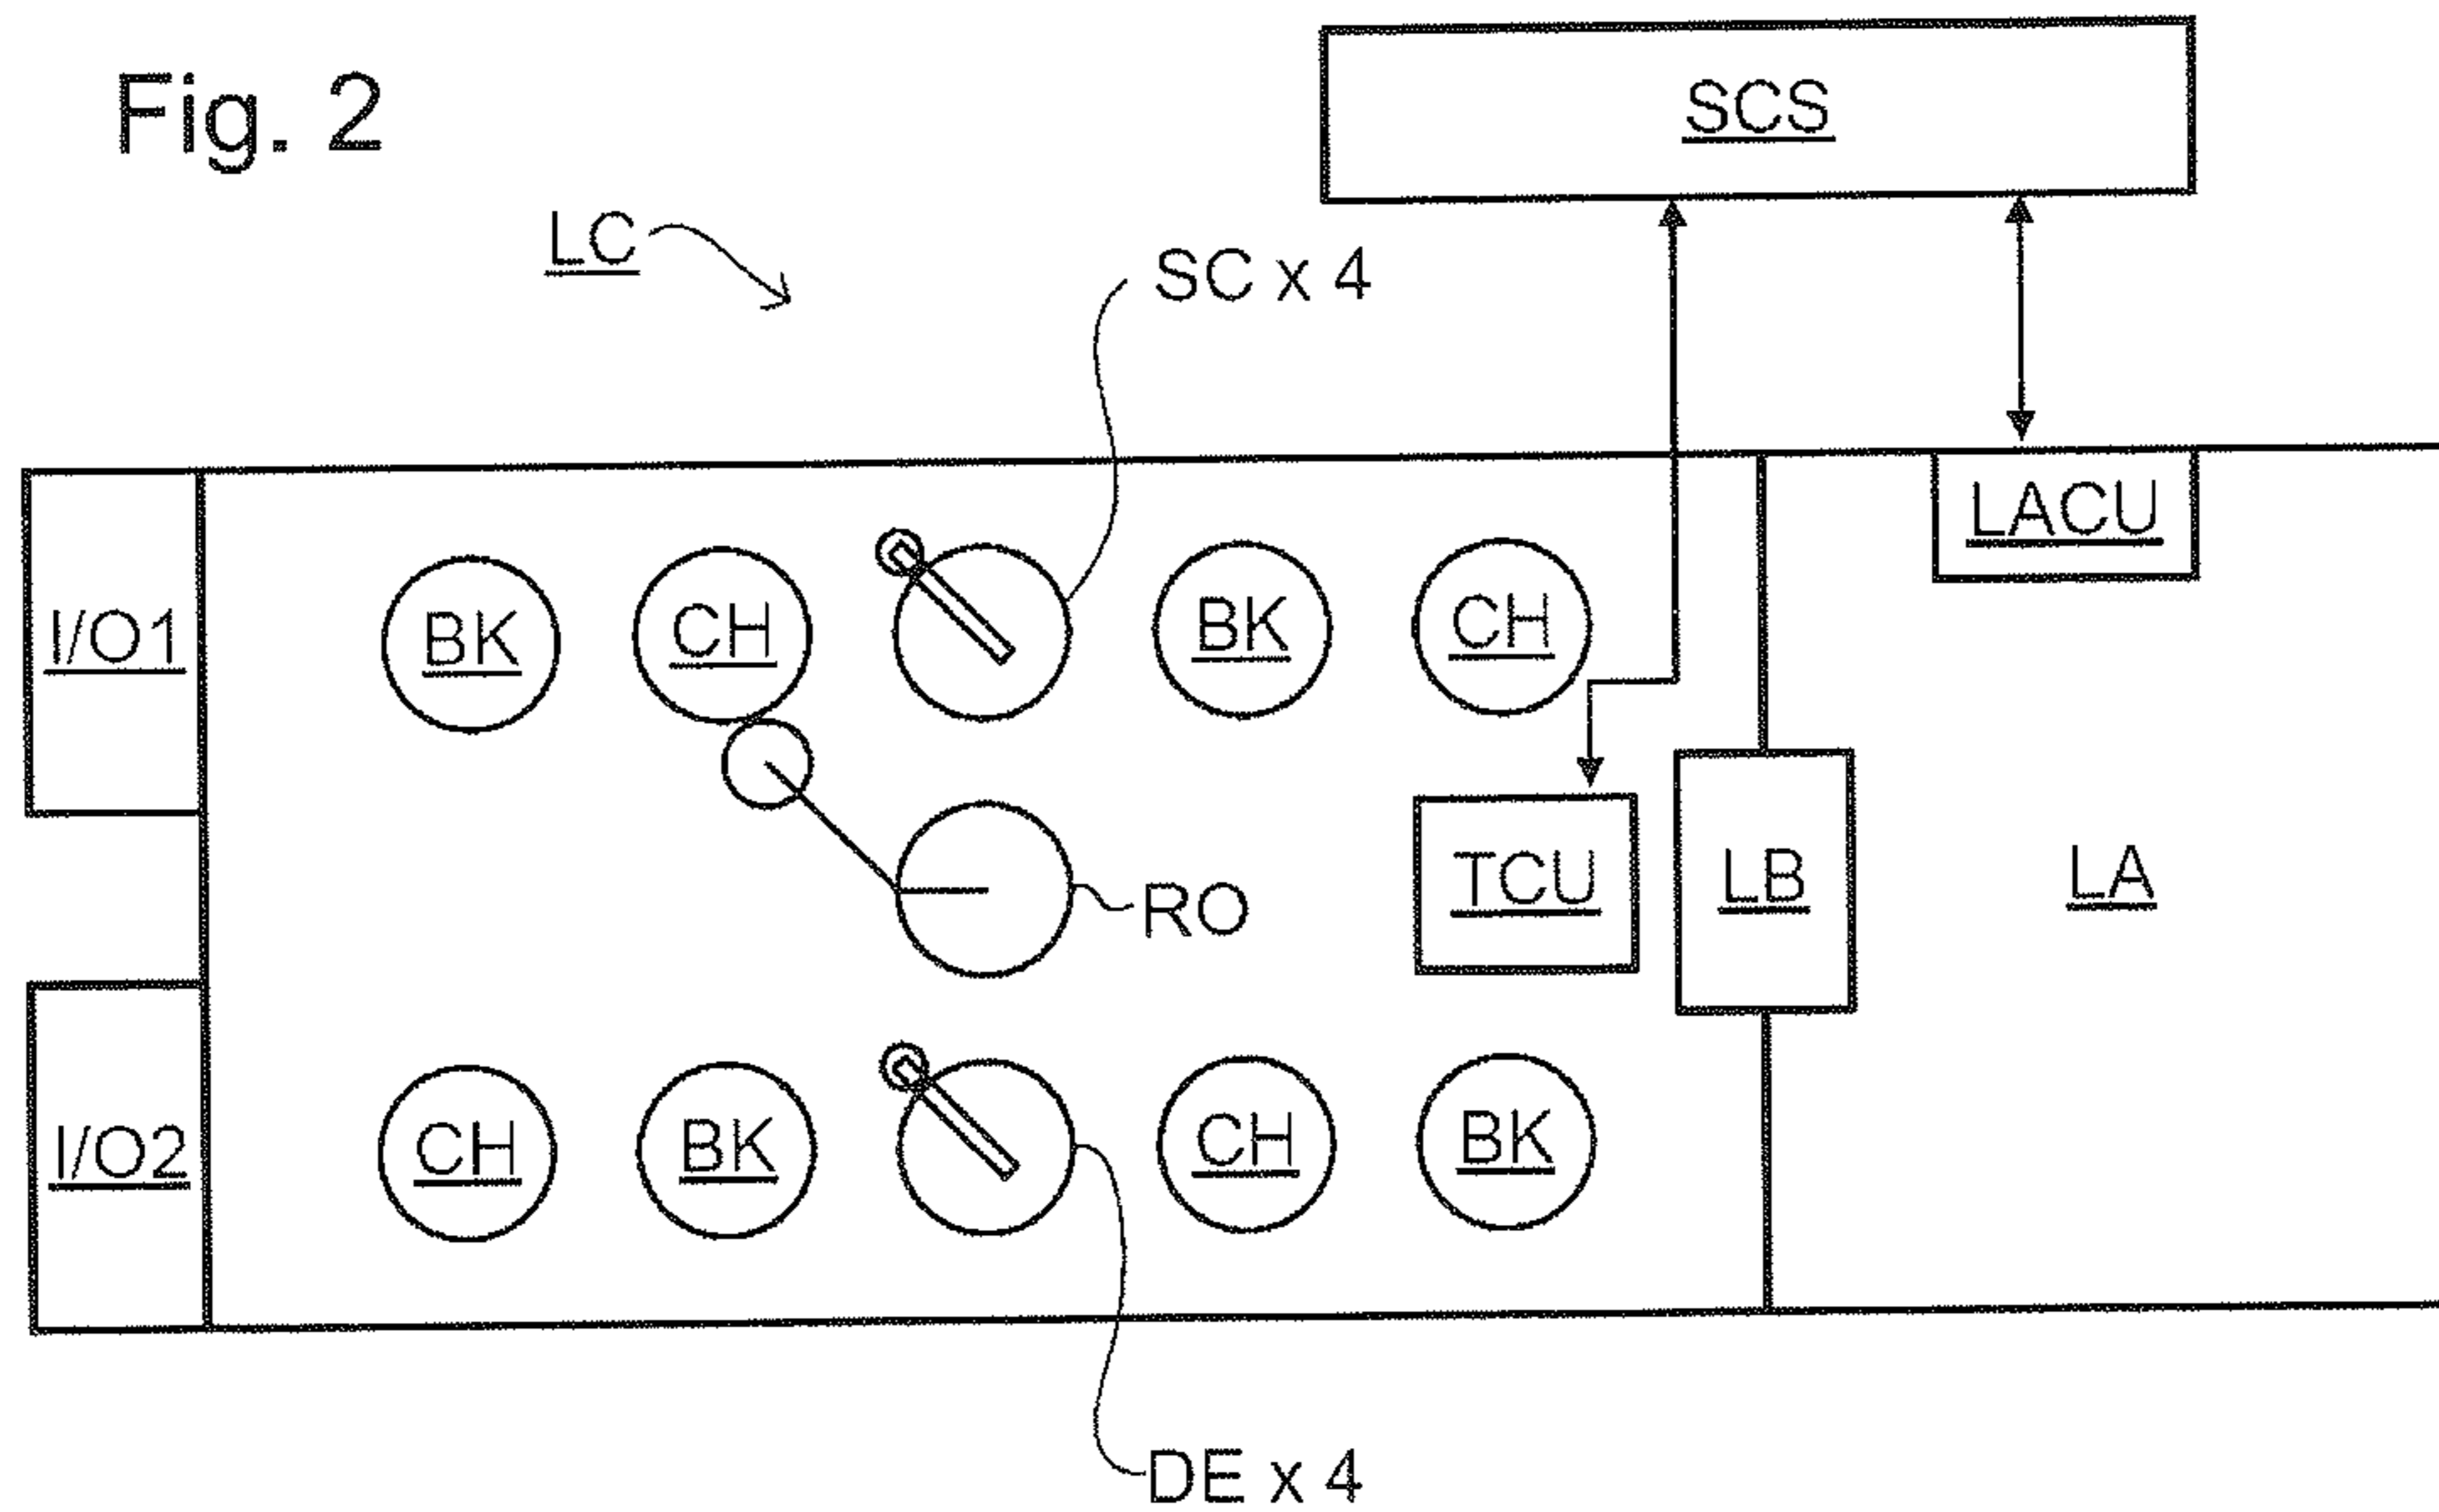 Fig. 2
SCS
LC
SC x 4
LACU
I/O1
BK
CH
BK
CH
TCU
LB
LA
RO
I/O2
CH
BK
CH
BK
DE x 4